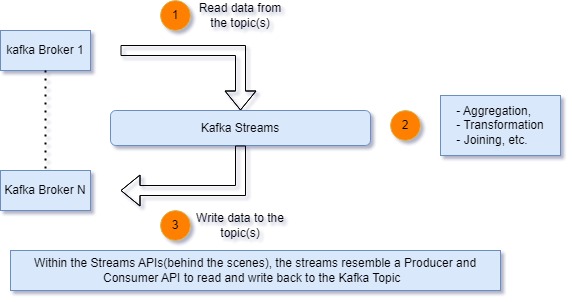 1
Read data from
the topic(s)
kafka Broker 1
Kafka Streams
2
- Aggregation,
- Transformation
- Joining, etc.
Kafka Broker N
3
Write data to the
topic(s)
Within the Streams APIs(behind the scenes), the streams resemble a Producer and
Consumer API to read and write back to the Kafka Topic